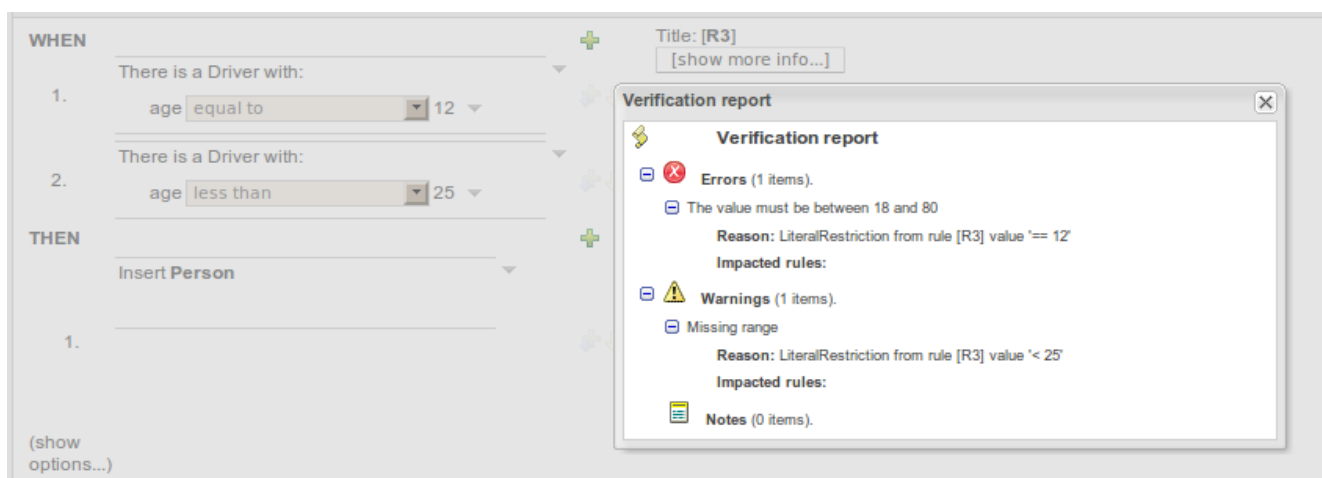 WHEN
There is a Driver with:
1.
age equal to 12
There is a Driver with:
2.
age less than 25
THEN
Insert Person
1.
(show
options...)
Title: [R3]
[show more info...]
Verification report
Verification report
Errors (1 items).
The value must be between 18 and 80
Reason: LiteralRestriction from rule [R3] value '== 12'
Impacted rules:
Warnings (1 items).
Missing range
Reason: LiteralRestriction from rule [R3] value '< 25'
Impacted rules:
Notes (0 items).